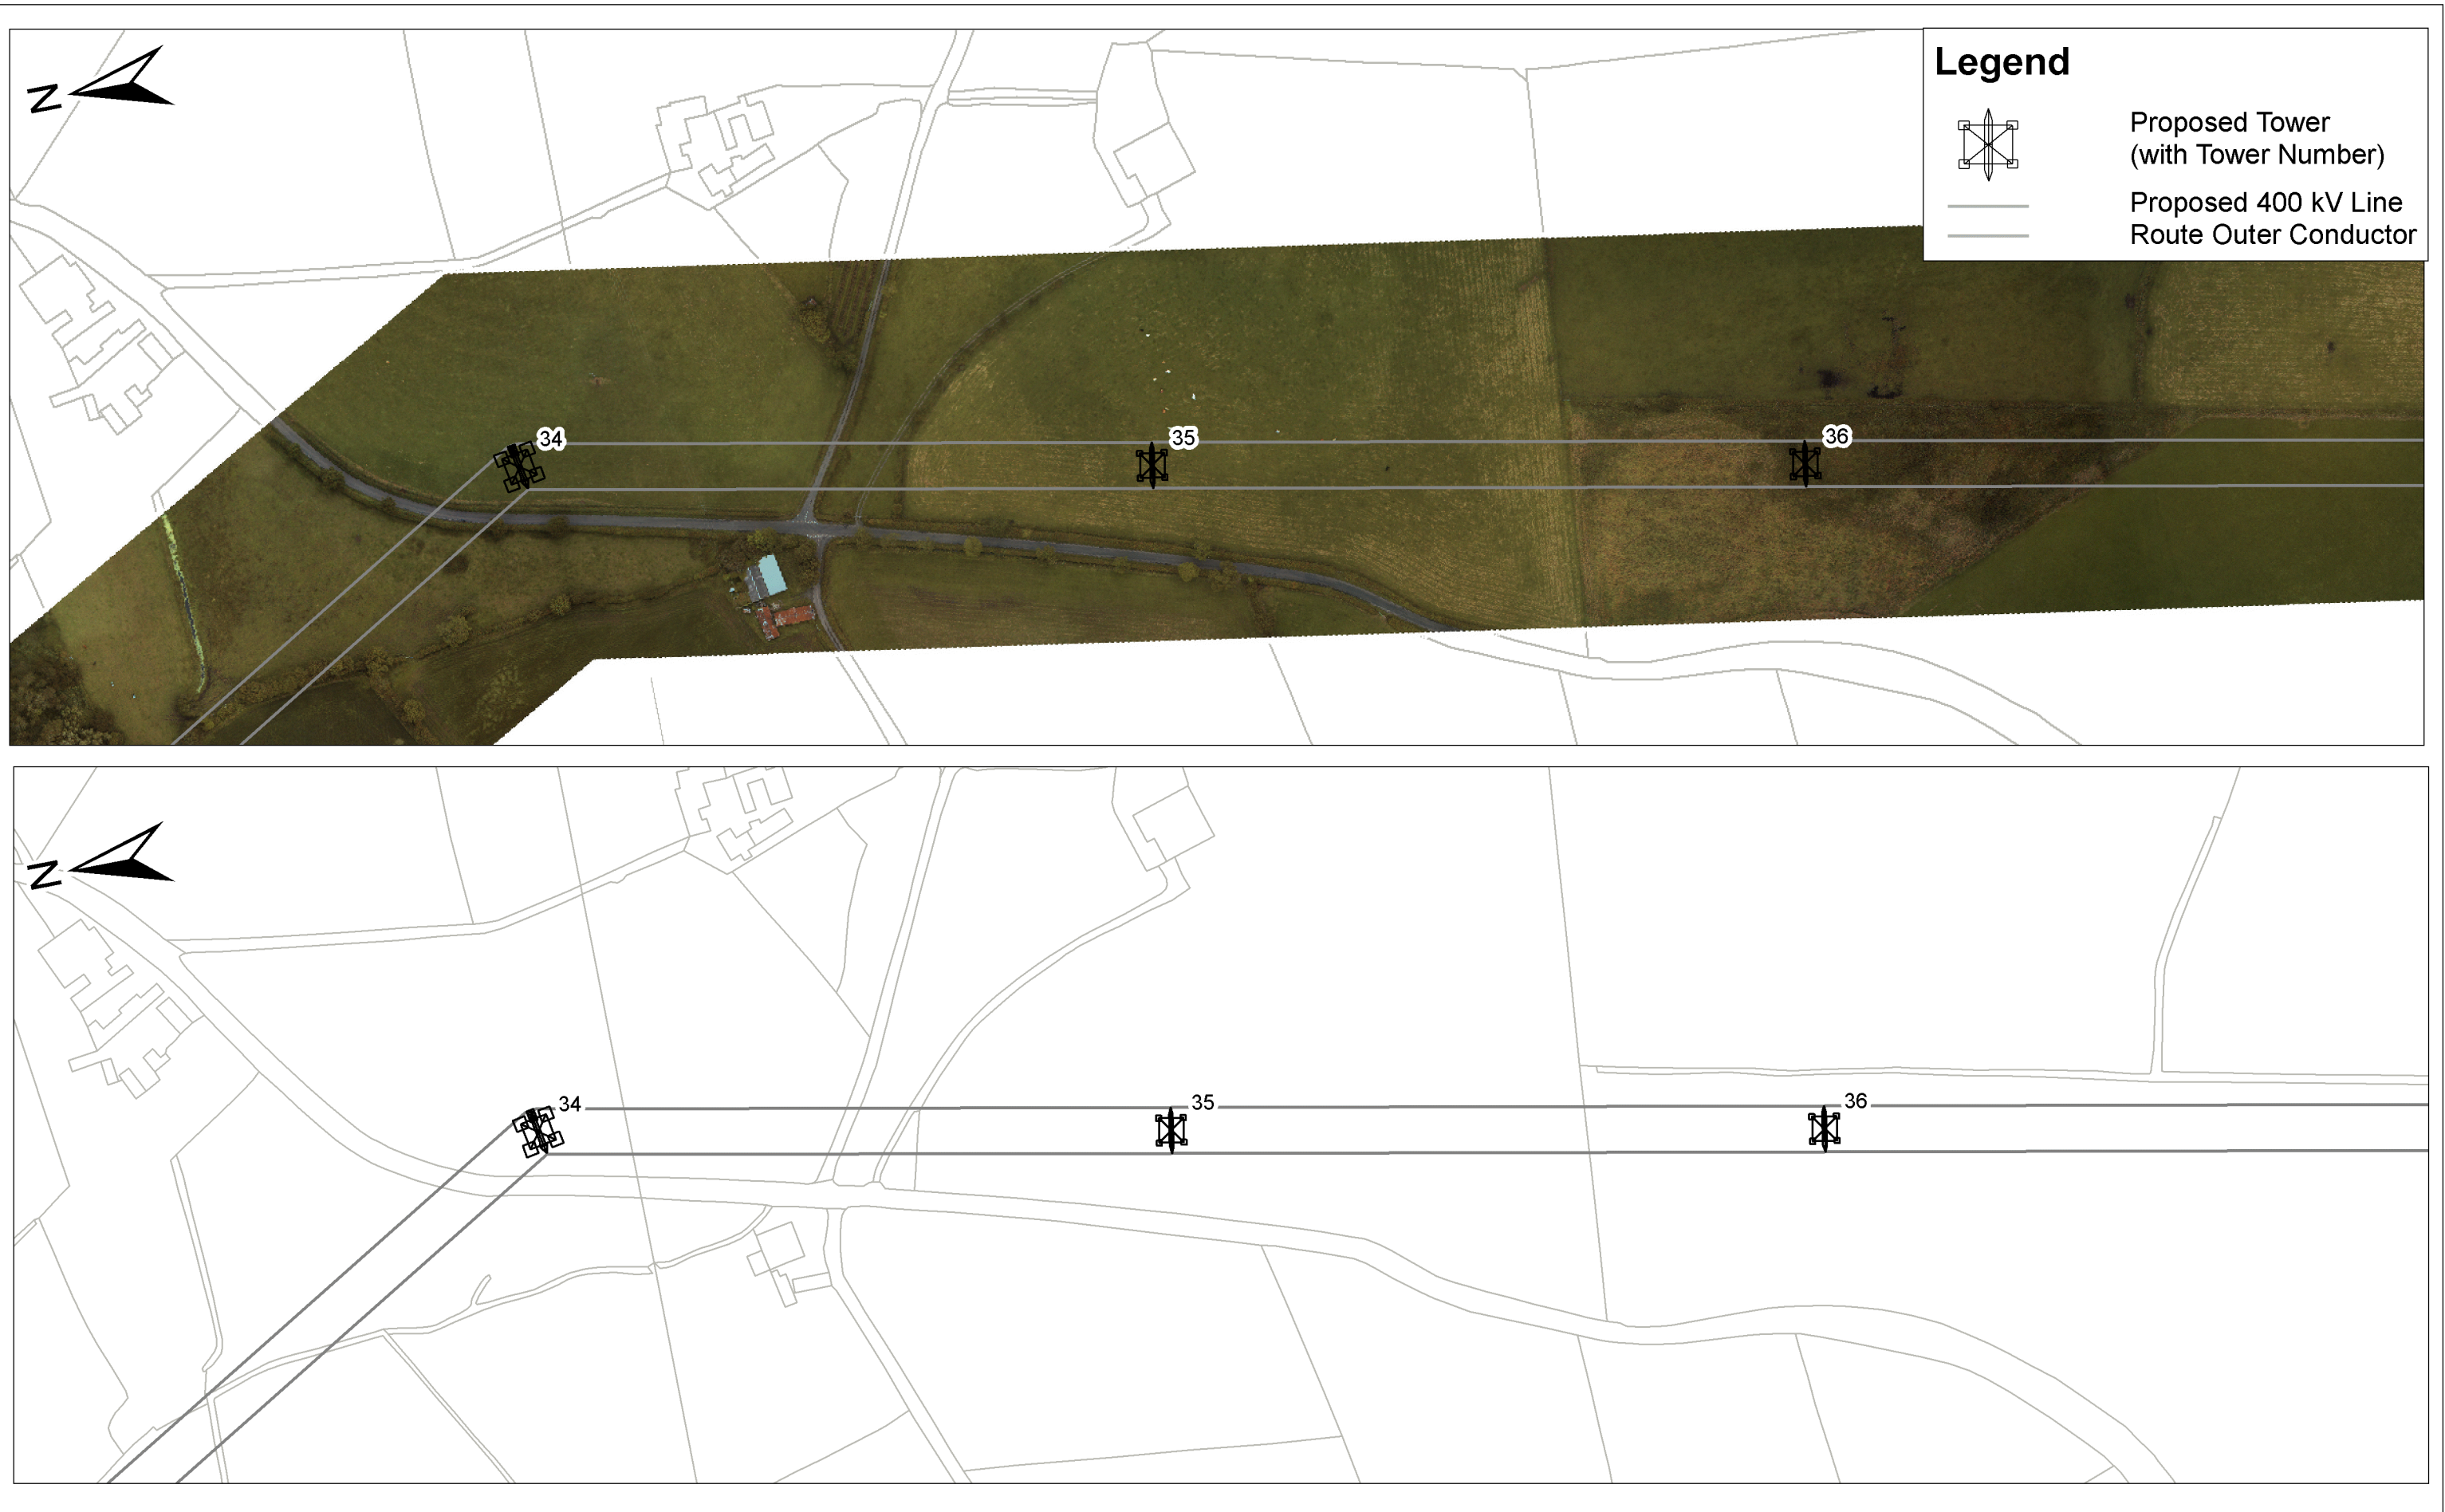 N
Legend
Proposed Tower
(with Tower Number)
Proposed 400 kV Line
Route Outer Conductor
34
35
36
N
34
35
36